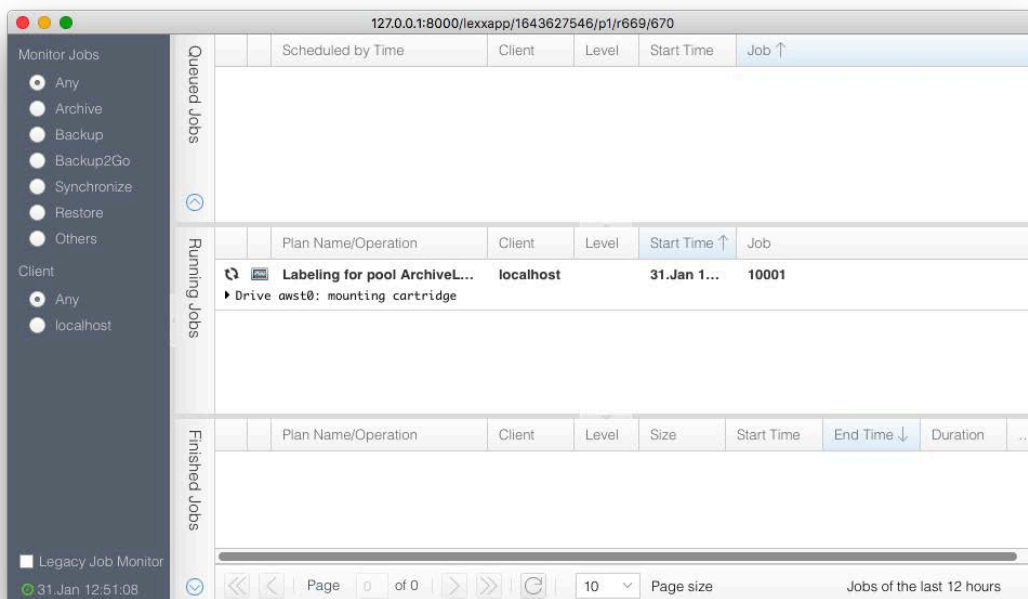 127.0.0.1:8000/lexxapp/1643627546/p1/r669/670
Monitor Jobs
Any
Archive
Backup
Backup2Go
Synchronize
Restore
Others
Client
Any
localhost
Legacy Job Monitor
31.Jan 12:51:08
Queued Jobs
Scheduled by Time Client Level Start Time Job ↑
Running Jobs
Plan Name/Operation Client Level Start Time ↑ Job
Labeling for pool ArchiveL... localhost 31.Jan 1... 10001
Drive awst0: mounting cartridge
Finished Jobs
Plan Name/Operation Client Level Size Start Time End Time ↓ Duration ...
Page 0 of 0 10 Page size Jobs of the last 12 hours